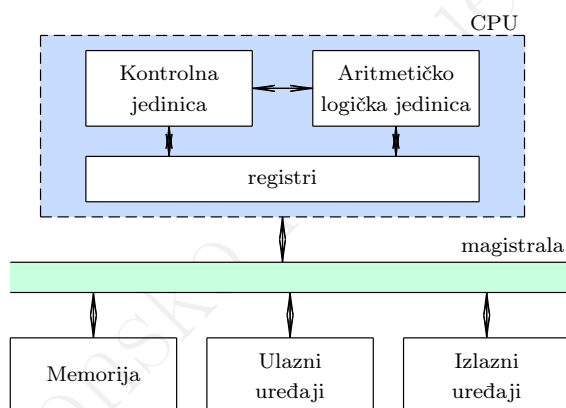 CPU
Kontrolna
jedinica
Aritmetičko
logička jedinica
registri
magistrala
Memorija
Ulazni
uređaji
Izlazni
uređaji